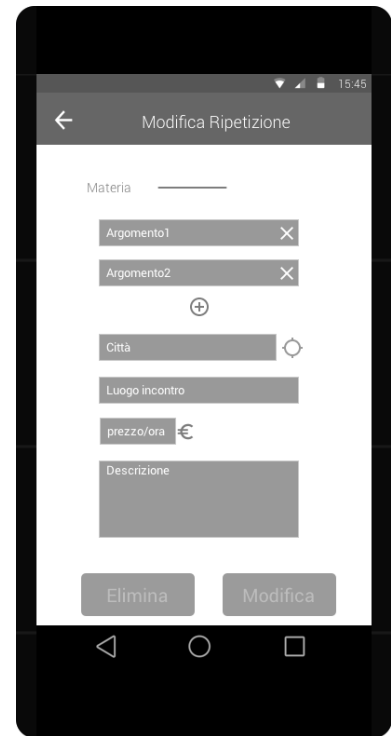 15:45
Modifica Ripetizione
Materia
Argomento1
Argomento2
Città
Luogo incontro
prezzo/ora €
Descrizione
Elimina Modifica